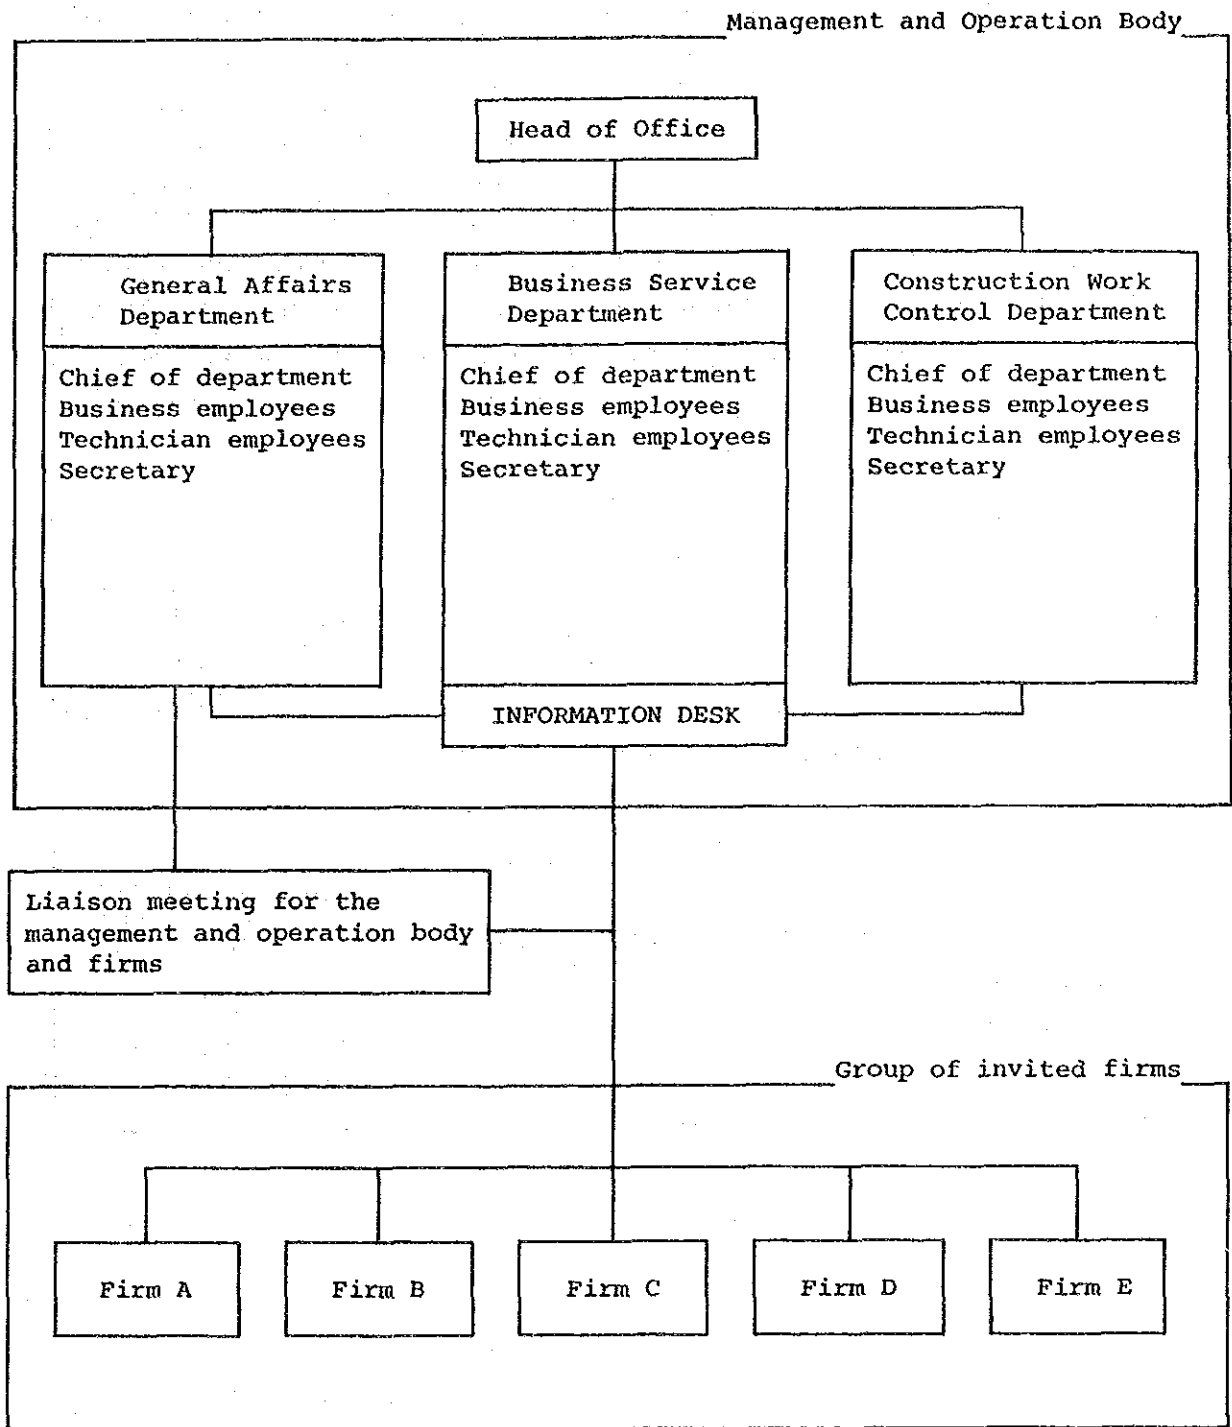 Management and Operation Body
Head of Office
General Affairs
Department
Chief of department
Business employees
Technician employees
Secretary
Business Service
Department
Chief of department
Business employees
Technician employees
Secretary
INFORMATION DESK
Construction Work
Control Department
Chief of department
Business employees
Technician employees
Secretary
Liaison meeting for the
management and operation body
and firms
Group of invited firms
Firm A
Firm B
Firm C
Firm D
Firm E